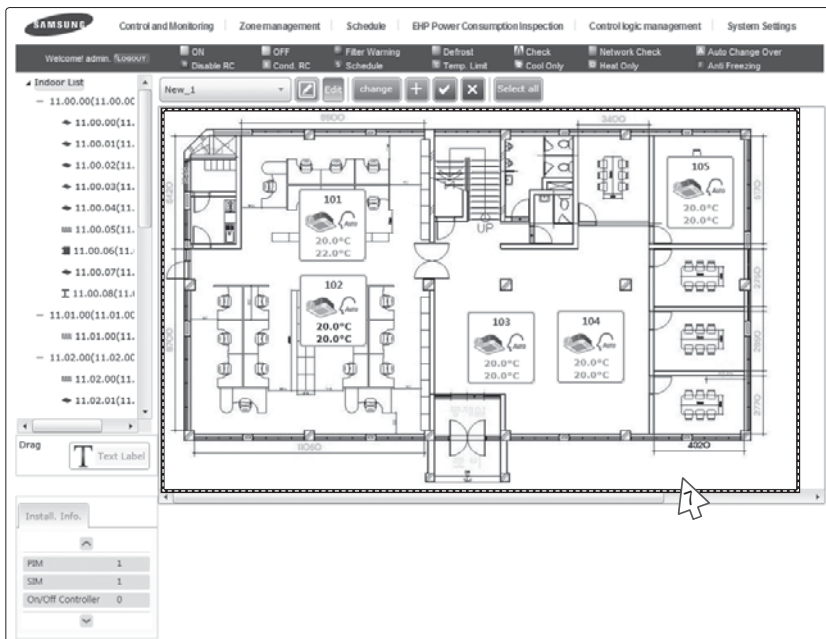 SAMSUNG
Control and Monitoring Zone management Schedule EHP Power Consumption Inspection Control logic management System Settings
Welcome! admin. LOGOUT
ON OFF Filter Warning Defrost Check Network Check Auto Change Over
Disable RC Cond. RC Schedule Temp. Limit Cool Only Heat Only Anti Freezing
Indoor List
New_1 Edit change Select all
11.00.00(11.00.0C
11.00.00(11.
11.00.01(11.
11.00.02(11.
11.00.03(11.
11.00.04(11.
11.00.05(11.
11.00.06(11.
11.00.07(11.
11.00.08(11.
11.01.00(11.01.0C
11.01.00(11.
11.02.00(11.02.0C
11.02.00(11.
11.02.01(11.
Drag
T Text Label
Install. Info.
PIM 1
SIM 1
On/Off Controller 0
3400
101
Auto
20.0°C
22.0°C
102
Auto
20.0°C
20.0°C
UP
105
Auto
20.0°C
20.0°C
103
Auto
20.0°C
20.0°C
104
Auto
20.0°C
20.0°C
2770
4020
7